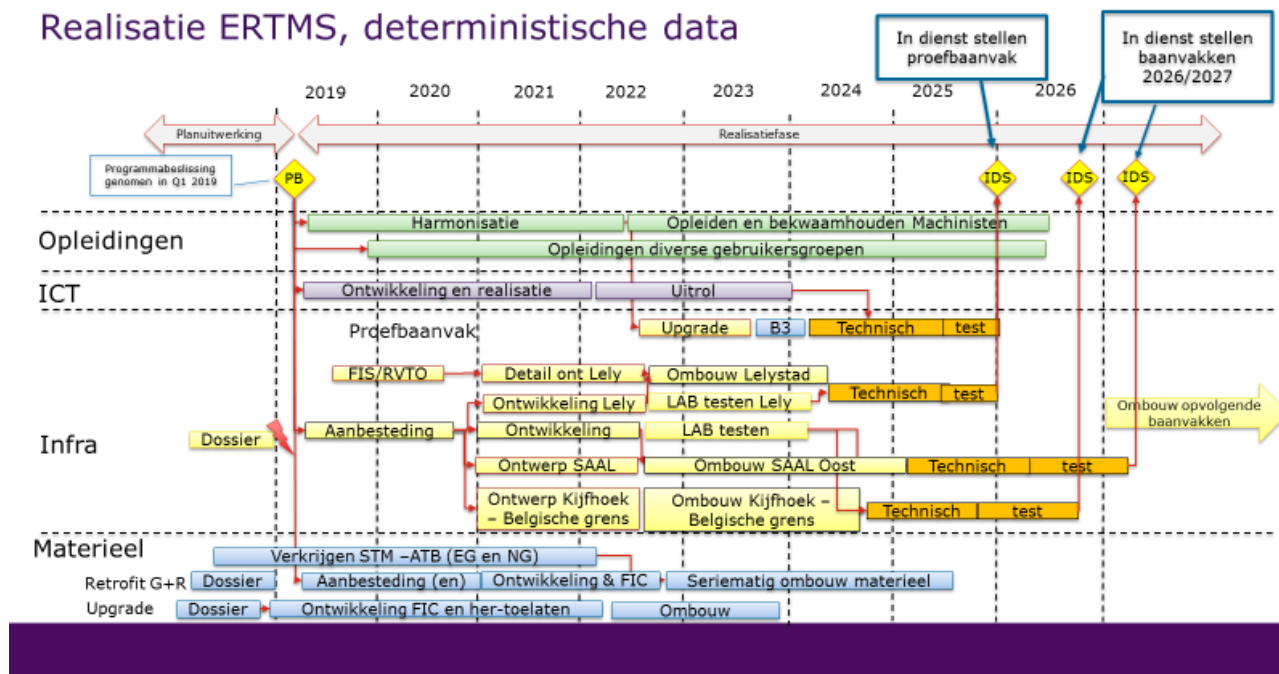 Realisatie ERTMS, deterministische data
In dienst stellen
proefbaanvak
In dienst stellen
baanvakken
2026/2027
2019
2020
2021
2022
2023
2024
2025
2026
Planuitwerking
Realisatiefase
Programmabeslissing
genomen in Q1 2019
PB
IDS
IDS
IDS
Opleidingen
Harmonisatie
Opleiden en bekwaamhouden Machinisten
Opleidingen diverse gebruikersgroepen
ICT
Ontwikkeling en realisatie
Uitrol
Proefbaanvak
Upgrade
B3
Technisch
test
FIS/RVTO
Detail ont Lely
Ombouw Lelystad
Technisch
test
Ontwikkeling Lely
LAB testen Lely
Infra
Dossier
Aanbesteding
Ontwikkeling
LAB testen
Ombouw opvolgende
baanvakken
Ontwerp SAAL
Ombouw SAAL Oost
Technisch
test
Ontwerp Kijfhoek
– Belgische grens
Ombouw Kijfhoek –
Belgische grens
Technisch
test
Materieel
Verkrijgen STM –ATB (EG en NG)
Retrofit G+R
Dossier
Aanbesteding (en)
Ontwikkeling & FIC
Seriematig ombouw materieel
Upgrade
Dossier
Ontwikkeling FIC en her-toelaten
Ombouw